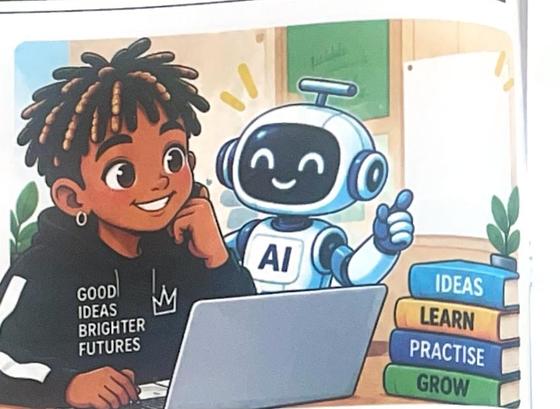 GOOD
IDEAS
BRIGHTER
FUTURES
AI
IDEAS
LEARN
PRACTISE
GROW